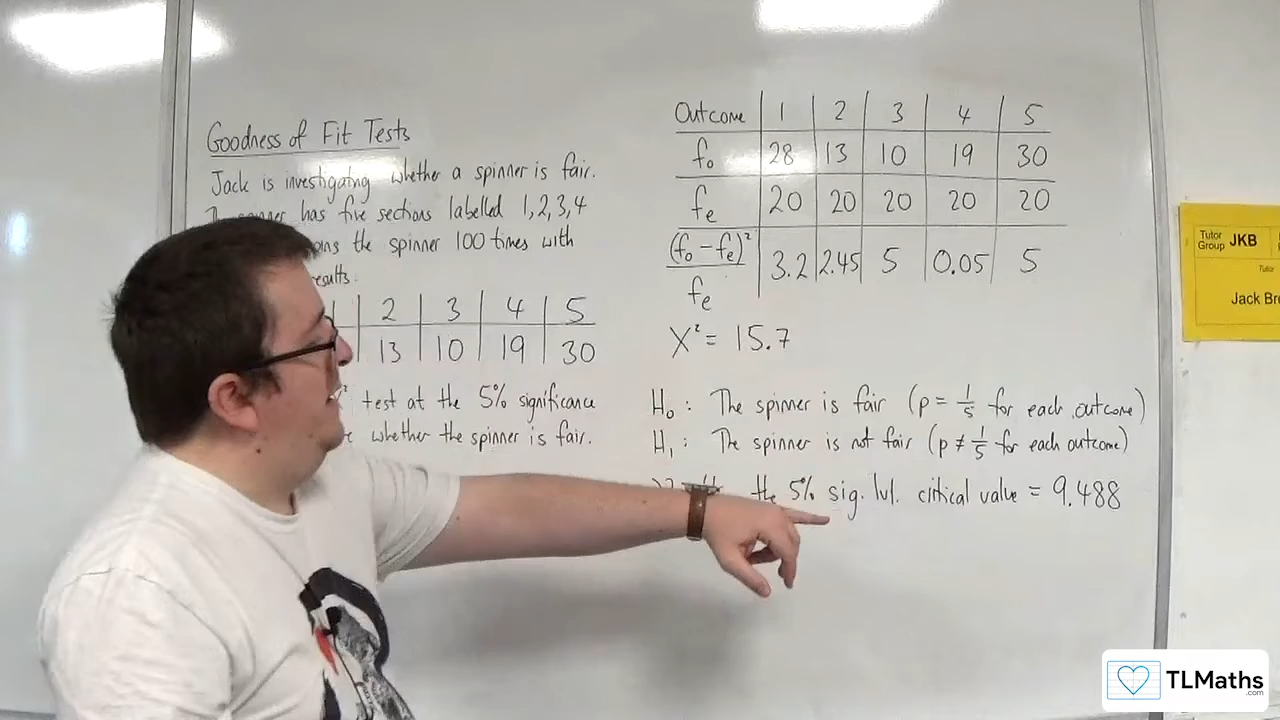 Goodness of Fit Tests
Jack is investigating whether a spinner is fair.
has five sections labelled 1,2,3,4
the spinner 100 times with
2 3 4 5
13 10 19 30
test at the 5% significance
whether the spinner is fair.
Outcome 1 2 3 4 5
fₒ 28 13 10 19 30
fₑ 20 20 20 20 20
(fₒ - fₑ)²/fₑ 3.2 2.45 5 0.05 5
X² = 15.7
H₀ : The spinner is fair (p = 1/5 for each outcome)
H₁ : The spinner is not fair (p ≠ 1/5 for each outcome)
the 5% sig. lvl. critical value = 9.488
Tutor Group JKB
Tutor
Jack
TLMaths
.com